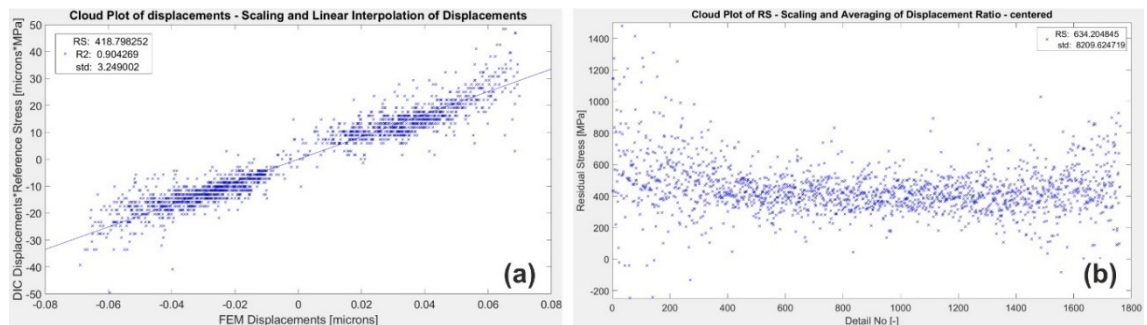 Cloud Plot of displacements - Scaling and Linear Interpolation of Displacements
DIC Displacements*Reference Stress [microns*MPa]
50
40
30
20
10
0
-10
-20
-30
-40
-50
RS: 418.798252
R2: 0.904269
std: 3.249002
(a)
-0.08 -0.06 -0.04 -0.02 0 0.02 0.04 0.06 0.08
FEM Displacements [microns]
Cloud Plot of RS - Scaling and Averaging of Displacement Ratio - centered
Residual Stress [MPa]
1400
1200
1000
800
600
400
200
0
-200
RS: 634.204845
std: 8209.624719
(b)
0 200 400 600 800 1000 1200 1400 1600 1800
Detail No [-]